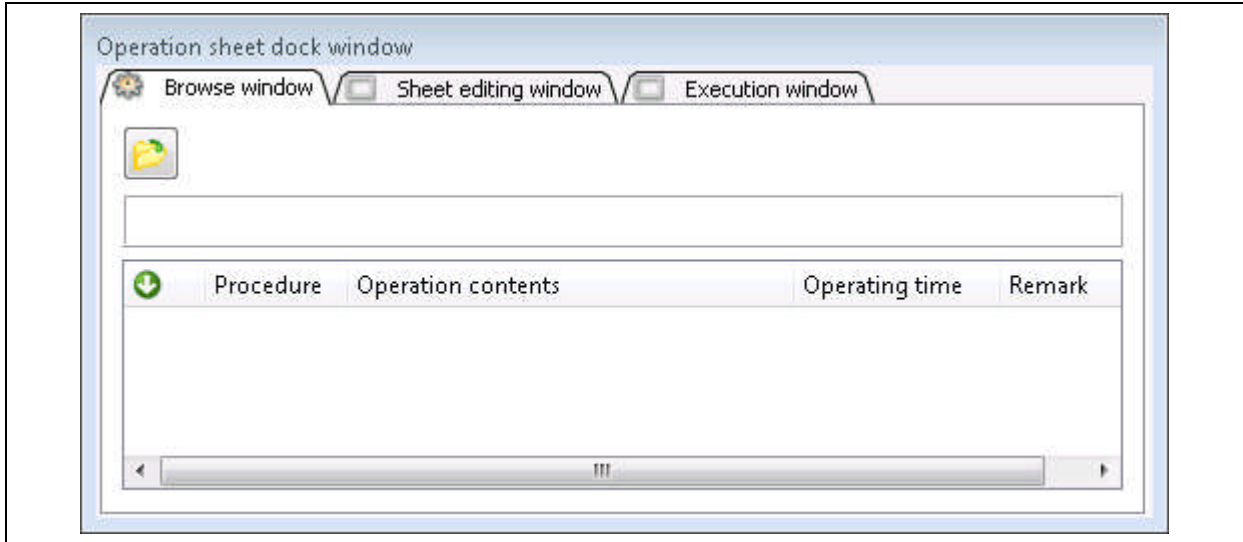 Operation sheet dock window
Browse window Sheet editing window Execution window
Procedure Operation contents Operating time Remark